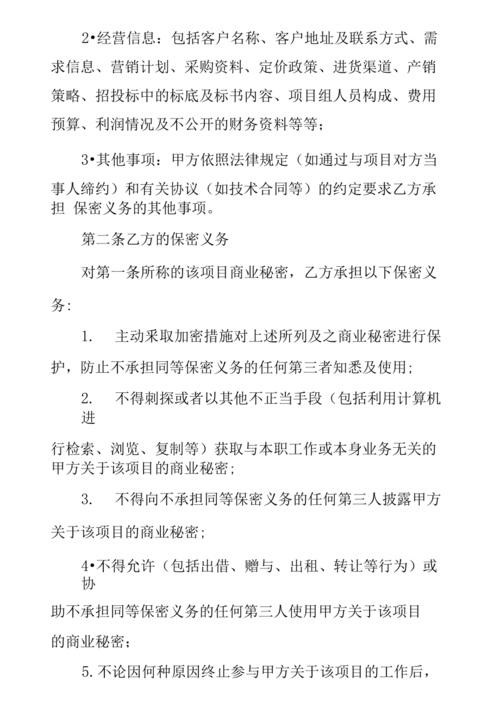 2•经营信息：包括客户名称、客户地址及联系方式、需
求信息、营销计划、采购资料、定价政策、进货渠道、产销
策略、招投标中的标底及标书内容、项目组人员构成、费用
预算、利润情况及不公开的财务资料等等；
3•其他事项：甲方依照法律规定（如通过与项目对方当
事人缔约）和有关协议（如技术合同等）的约定要求乙方承
担 保密义务的其他事项。
第二条乙方的保密义务
对第一条所称的该项目商业秘密，乙方承担以下保密义
务:
1. 主动采取加密措施对上述所列及之商业秘密进行保
护，防止不承担同等保密义务的任何第三者知悉及使用;
2. 不得刺探或者以其他不正当手段（包括利用计算机
进
行检索、浏览、复制等）获取与本职工作或本身业务无关的
甲方关于该项目的商业秘密;
3. 不得向不承担同等保密义务的任何第三人披露甲方
关于该项目的商业秘密;
4•不得允许（包括出借、赠与、出租、转让等行为）或
协
助不承担同等保密义务的任何第三人使用甲方关于该项目
的商业秘密；
5.不论因何种原因终止参与甲方关于该项目的工作后，